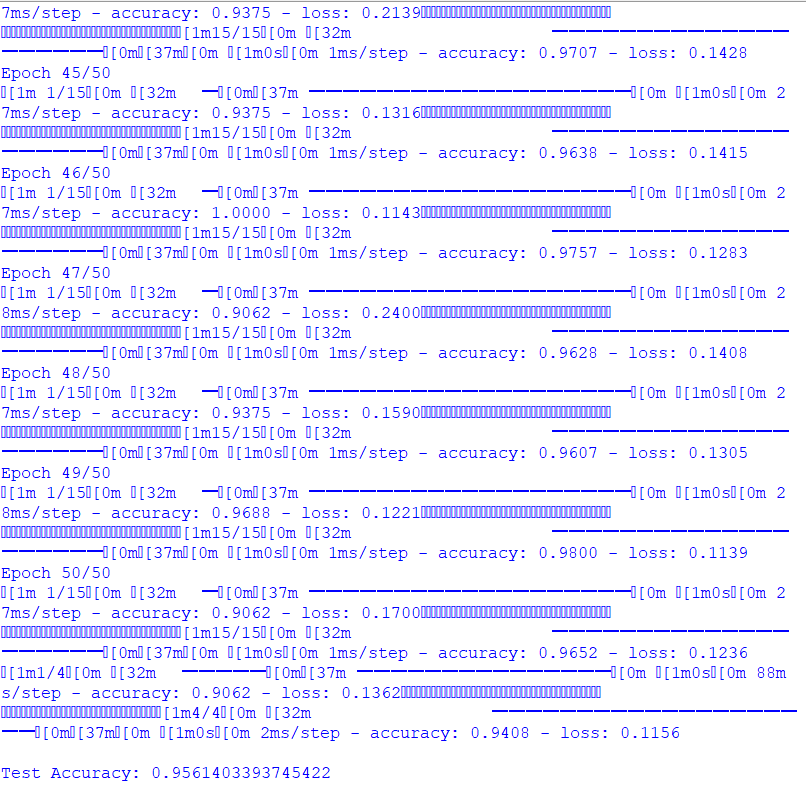 7ms/step - accuracy: 0.9375 - loss: 0.2139
[1m15/15[0m [32m ━━━━━━━━━━━━━━
━━━━━━[0m[37m[0m [1m0s[0m 1ms/step - accuracy: 0.9707 - loss: 0.1428
Epoch 45/50
[1m 1/15[0m [32m ━[0m[37m ━━━━━━━━━━━━━━━━━━━[0m [1m0s[0m 2
7ms/step - accuracy: 0.9375 - loss: 0.1316
[1m15/15[0m [32m ━━━━━━━━━━━━━━
━━━━━━[0m[37m[0m [1m0s[0m 1ms/step - accuracy: 0.9638 - loss: 0.1415
Epoch 46/50
[1m 1/15[0m [32m ━[0m[37m ━━━━━━━━━━━━━━━━━━━[0m [1m0s[0m 2
7ms/step - accuracy: 1.0000 - loss: 0.1143
[1m15/15[0m [32m ━━━━━━━━━━━━━━
━━━━━━[0m[37m[0m [1m0s[0m 1ms/step - accuracy: 0.9757 - loss: 0.1283
Epoch 47/50
[1m 1/15[0m [32m ━[0m[37m ━━━━━━━━━━━━━━━━━━━[0m [1m0s[0m 2
8ms/step - accuracy: 0.9062 - loss: 0.2400
[1m15/15[0m [32m ━━━━━━━━━━━━━━
━━━━━━[0m[37m[0m [1m0s[0m 1ms/step - accuracy: 0.9628 - loss: 0.1408
Epoch 48/50
[1m 1/15[0m [32m ━[0m[37m ━━━━━━━━━━━━━━━━━━━[0m [1m0s[0m 2
7ms/step - accuracy: 0.9375 - loss: 0.1590
[1m15/15[0m [32m ━━━━━━━━━━━━━━
━━━━━━[0m[37m[0m [1m0s[0m 1ms/step - accuracy: 0.9607 - loss: 0.1305
Epoch 49/50
[1m 1/15[0m [32m ━[0m[37m ━━━━━━━━━━━━━━━━━━━[0m [1m0s[0m 2
8ms/step - accuracy: 0.9688 - loss: 0.1221
[1m15/15[0m [32m ━━━━━━━━━━━━━━
━━━━━━[0m[37m[0m [1m0s[0m 1ms/step - accuracy: 0.9800 - loss: 0.1139
Epoch 50/50
[1m 1/15[0m [32m ━[0m[37m ━━━━━━━━━━━━━━━━━━━[0m [1m0s[0m 2
7ms/step - accuracy: 0.9062 - loss: 0.1700
[1m15/15[0m [32m ━━━━━━━━━━━━━━
━━━━━━[0m[37m[0m [1m0s[0m 1ms/step - accuracy: 0.9652 - loss: 0.1236
[1m1/4[0m [32m ━━━━━[0m[37m ━━━━━━━━━━━━━━━[0m [1m0s[0m 88m
s/step - accuracy: 0.9062 - loss: 0.1362
[1m4/4[0m [32m ━━━━━━━━━━━━━━━━━━
━━[0m[37m[0m [1m0s[0m 2ms/step - accuracy: 0.9408 - loss: 0.1156
Test Accuracy: 0.9561403393745422